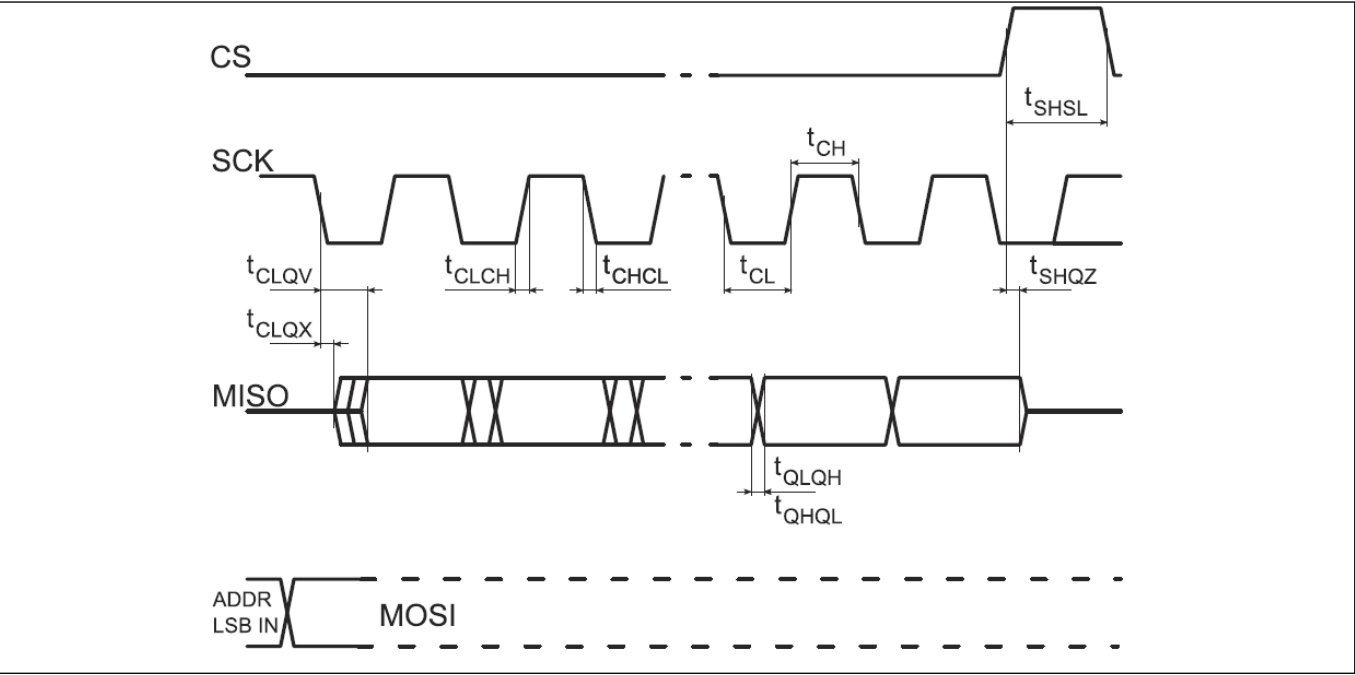 CS
tSHSL
tCH
SCK
tCLQV
tCLCH
tCHCL
tCL
tSHQZ
tCLQX
MISO
tQLQH
tQHQL
ADDR
LSB IN
MOSI